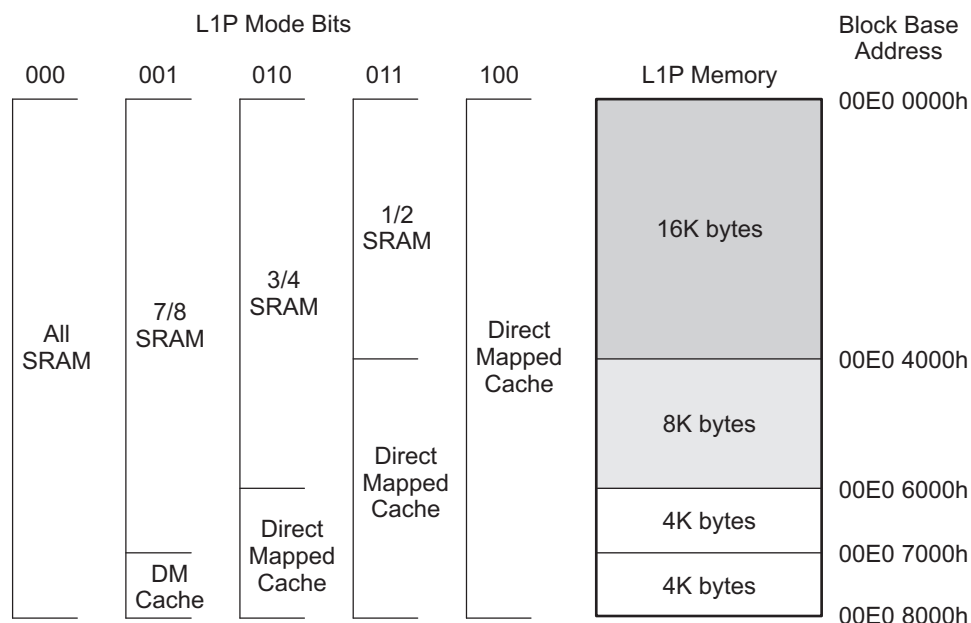 L1P Mode Bits
000 001 010 011 100 L1P Memory
Block Base
Address
00E0 0000h
All
SRAM
7/8
SRAM
DM
Cache
3/4
SRAM
Direct
Mapped
Cache
1/2
SRAM
Direct
Mapped
Cache
Direct
Mapped
Cache
16K bytes
00E0 4000h
8K bytes
00E0 6000h
4K bytes
00E0 7000h
4K bytes
00E0 8000h